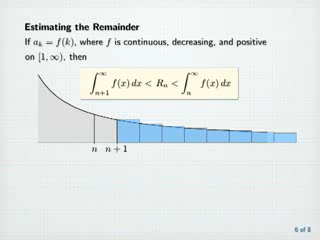 Estimating the Remainder
If a_k = f(k), where f is continuous, decreasing, and positive
on [1, ∞), then
∫_{n+1}^{∞} f(x) dx < R_n < ∫_{n}^{∞} f(x) dx
n n + 1
6 of 8